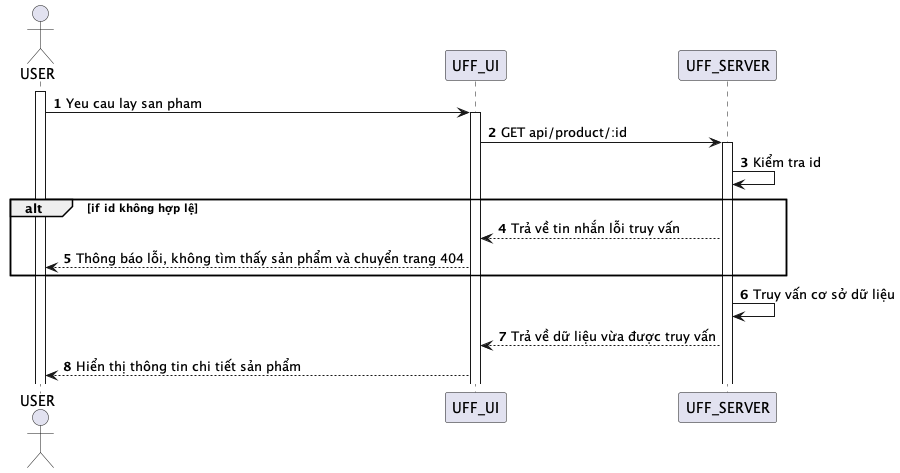 USER
UFF_UI
UFF_SERVER
1 Yeu cau lay san pham
2 GET api/product/:id
3 Kiểm tra id
alt [if id không hợp lệ]
4 Trả về tin nhắn lỗi truy vấn
5 Thông báo lỗi, không tìm thấy sản phẩm và chuyển trang 404
6 Truy vấn cơ sở dữ liệu
7 Trả về dữ liệu vừa được truy vấn
8 Hiển thị thông tin chi tiết sản phẩm
USER
UFF_UI
UFF_SERVER